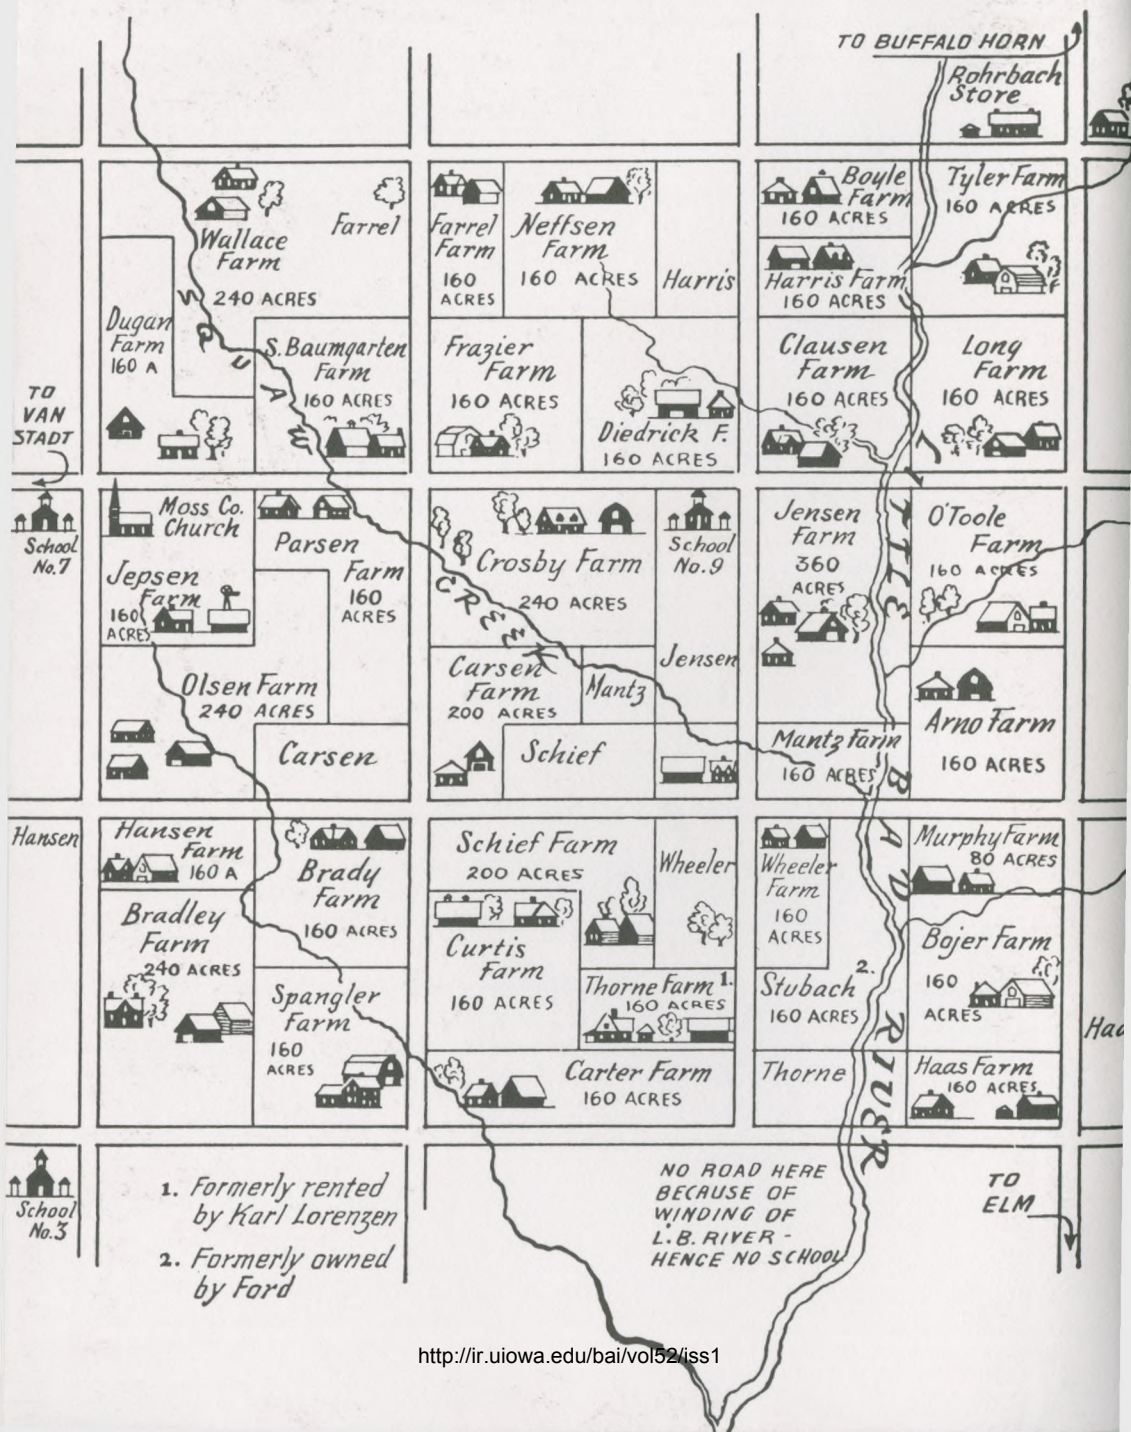 TO BUFFALO HORN
Rohrbach
Store
Wallace
Farm
240 ACRES
Farrel
Farrel
Farm
160
ACRES
Neffsen
Farm
160 ACRES
Harris
Boyle
Farm
160 ACRES
Harris Farm
160 ACRES
Tyler Farm
160 ACRES
Dugan
Farm
160 A
S. Baumgarten
Farm
160 ACRES
Frazier
Farm
160 ACRES
Diedrick F.
160 ACRES
Clausen
Farm
160 ACRES
Long
Farm
160 ACRES
TO
VAN
STADT
SQUAW
CREEK
LITTLE BAD RIVER
School
No.7
Moss Co.
Church
Jepsen
Farm
160
ACRES
Parsen
Farm
160
ACRES
Crosby Farm
240 ACRES
School
No.9
Jensen
Jensen
Farm
360
ACRES
O'Toole
Farm
160 ACRES
Olsen Farm
240 ACRES
Carsen
Carsen
Farm
200 ACRES
Mantz
Schief
Mantz Farm
160 ACRES
Arno Farm
160 ACRES
Hansen
Hansen
Farm
160 A
Brady
Farm
160 ACRES
Schief Farm
200 ACRES
Wheeler
Wheeler
Farm
160
ACRES
Murphy Farm
80 ACRES
Bradley
Farm
240 ACRES
Spangler
Farm
160
ACRES
Curtis
Farm
160 ACRES
Thorne Farm 1.
160 ACRES
2.
Stubach
160 ACRES
Bojer Farm
160
ACRES
Carter Farm
160 ACRES
Thorne
Haas Farm
160 ACRES
School
No.3
1. Formerly rented
by Karl Lorenzen
2. Formerly owned
by Ford
NO ROAD HERE
BECAUSE OF
WINDING OF
L.B. RIVER -
HENCE NO SCHOOL
TO
ELM
http://ir.uiowa.edu/bai/vol52/iss1